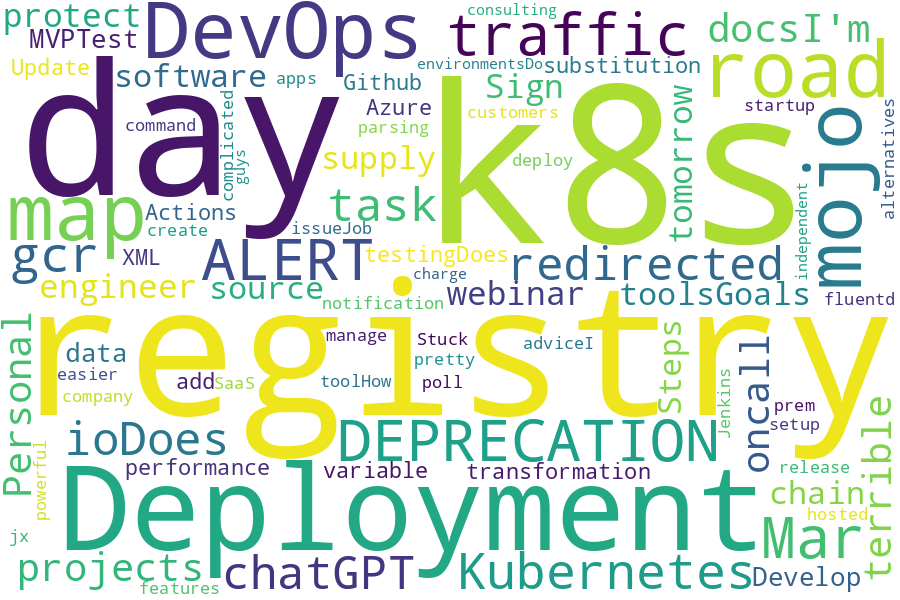 protect
consulting
DevOps
traffic
docsI'm
MVPTest
environmentsDo
substitution
Update
software
apps
Github
Sign
road
day
k8s
complicated
guys
Azure
customers
startup
command
parsing
tomorrow
mojo
alternatives
supply
deploy
map
task
Actions
create
issueJob
independent
gcr
XML
ALERT
testingDoes
redirected
charge
engineer
source
notification
webinar
toolsGoals
fluentd
registry
Personal
data
manage
Stuck
adviceI
Steps
oncall
easier
add
SaaS
toolHow
pretty
poll
Jenkins
company
prem
setup
ioDoes
DEPRECATION
terrible
powerful
performance
variable
transformation
release
Deployment
chain
hosted
jx
Mar
projects
features
chatGPT
Kubernetes
Develop